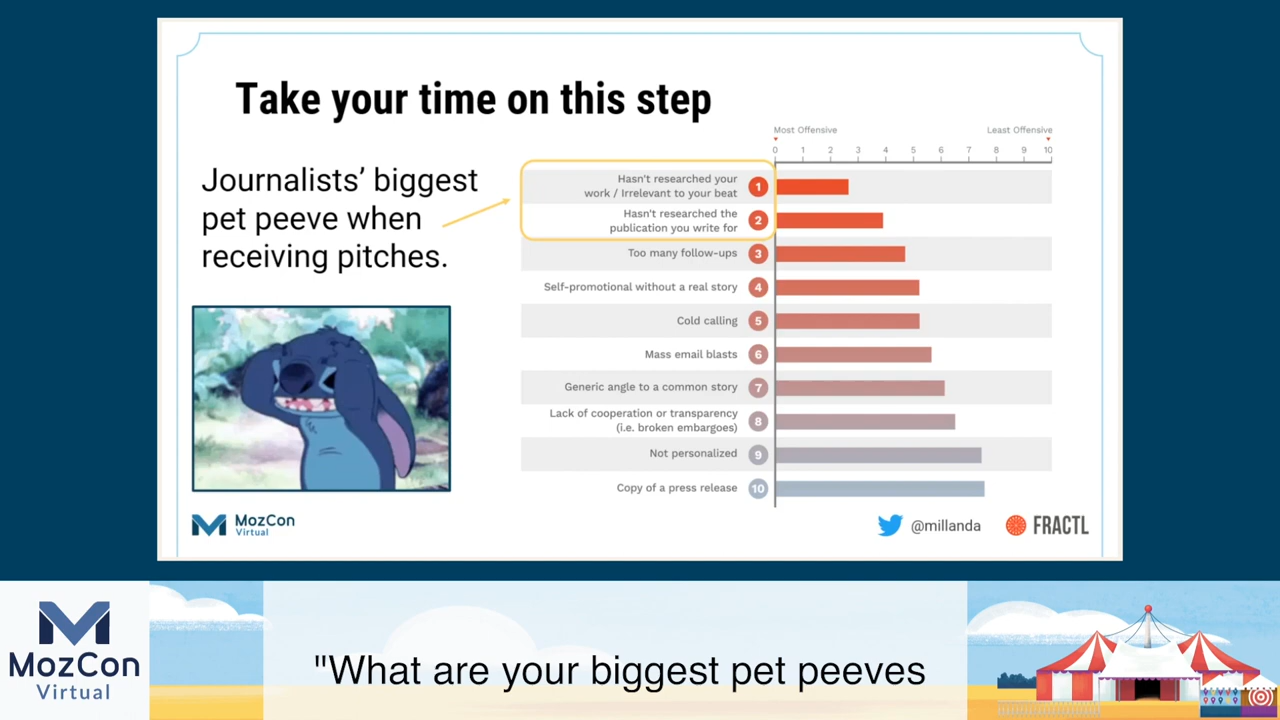 Take your time on this step
Journalists' biggest
pet peeve when
receiving pitches.
Most Offensive
Least Offensive
0 1 2 3 4 5 6 7 8 9 10
Hasn't researched your
work / Irrelevant to your beat
1
Hasn't researched the
publication you write for
2
Too many follow-ups
3
Self-promotional without a real story
4
Cold calling
5
Mass email blasts
6
Generic angle to a common story
7
Lack of cooperation or transparency
(i.e. broken embargoes)
8
Not personalized
9
Copy of a press release
10
MozCon
Virtual
@millanda
FRACTL
MozCon
Virtual
"What are your biggest pet peeves